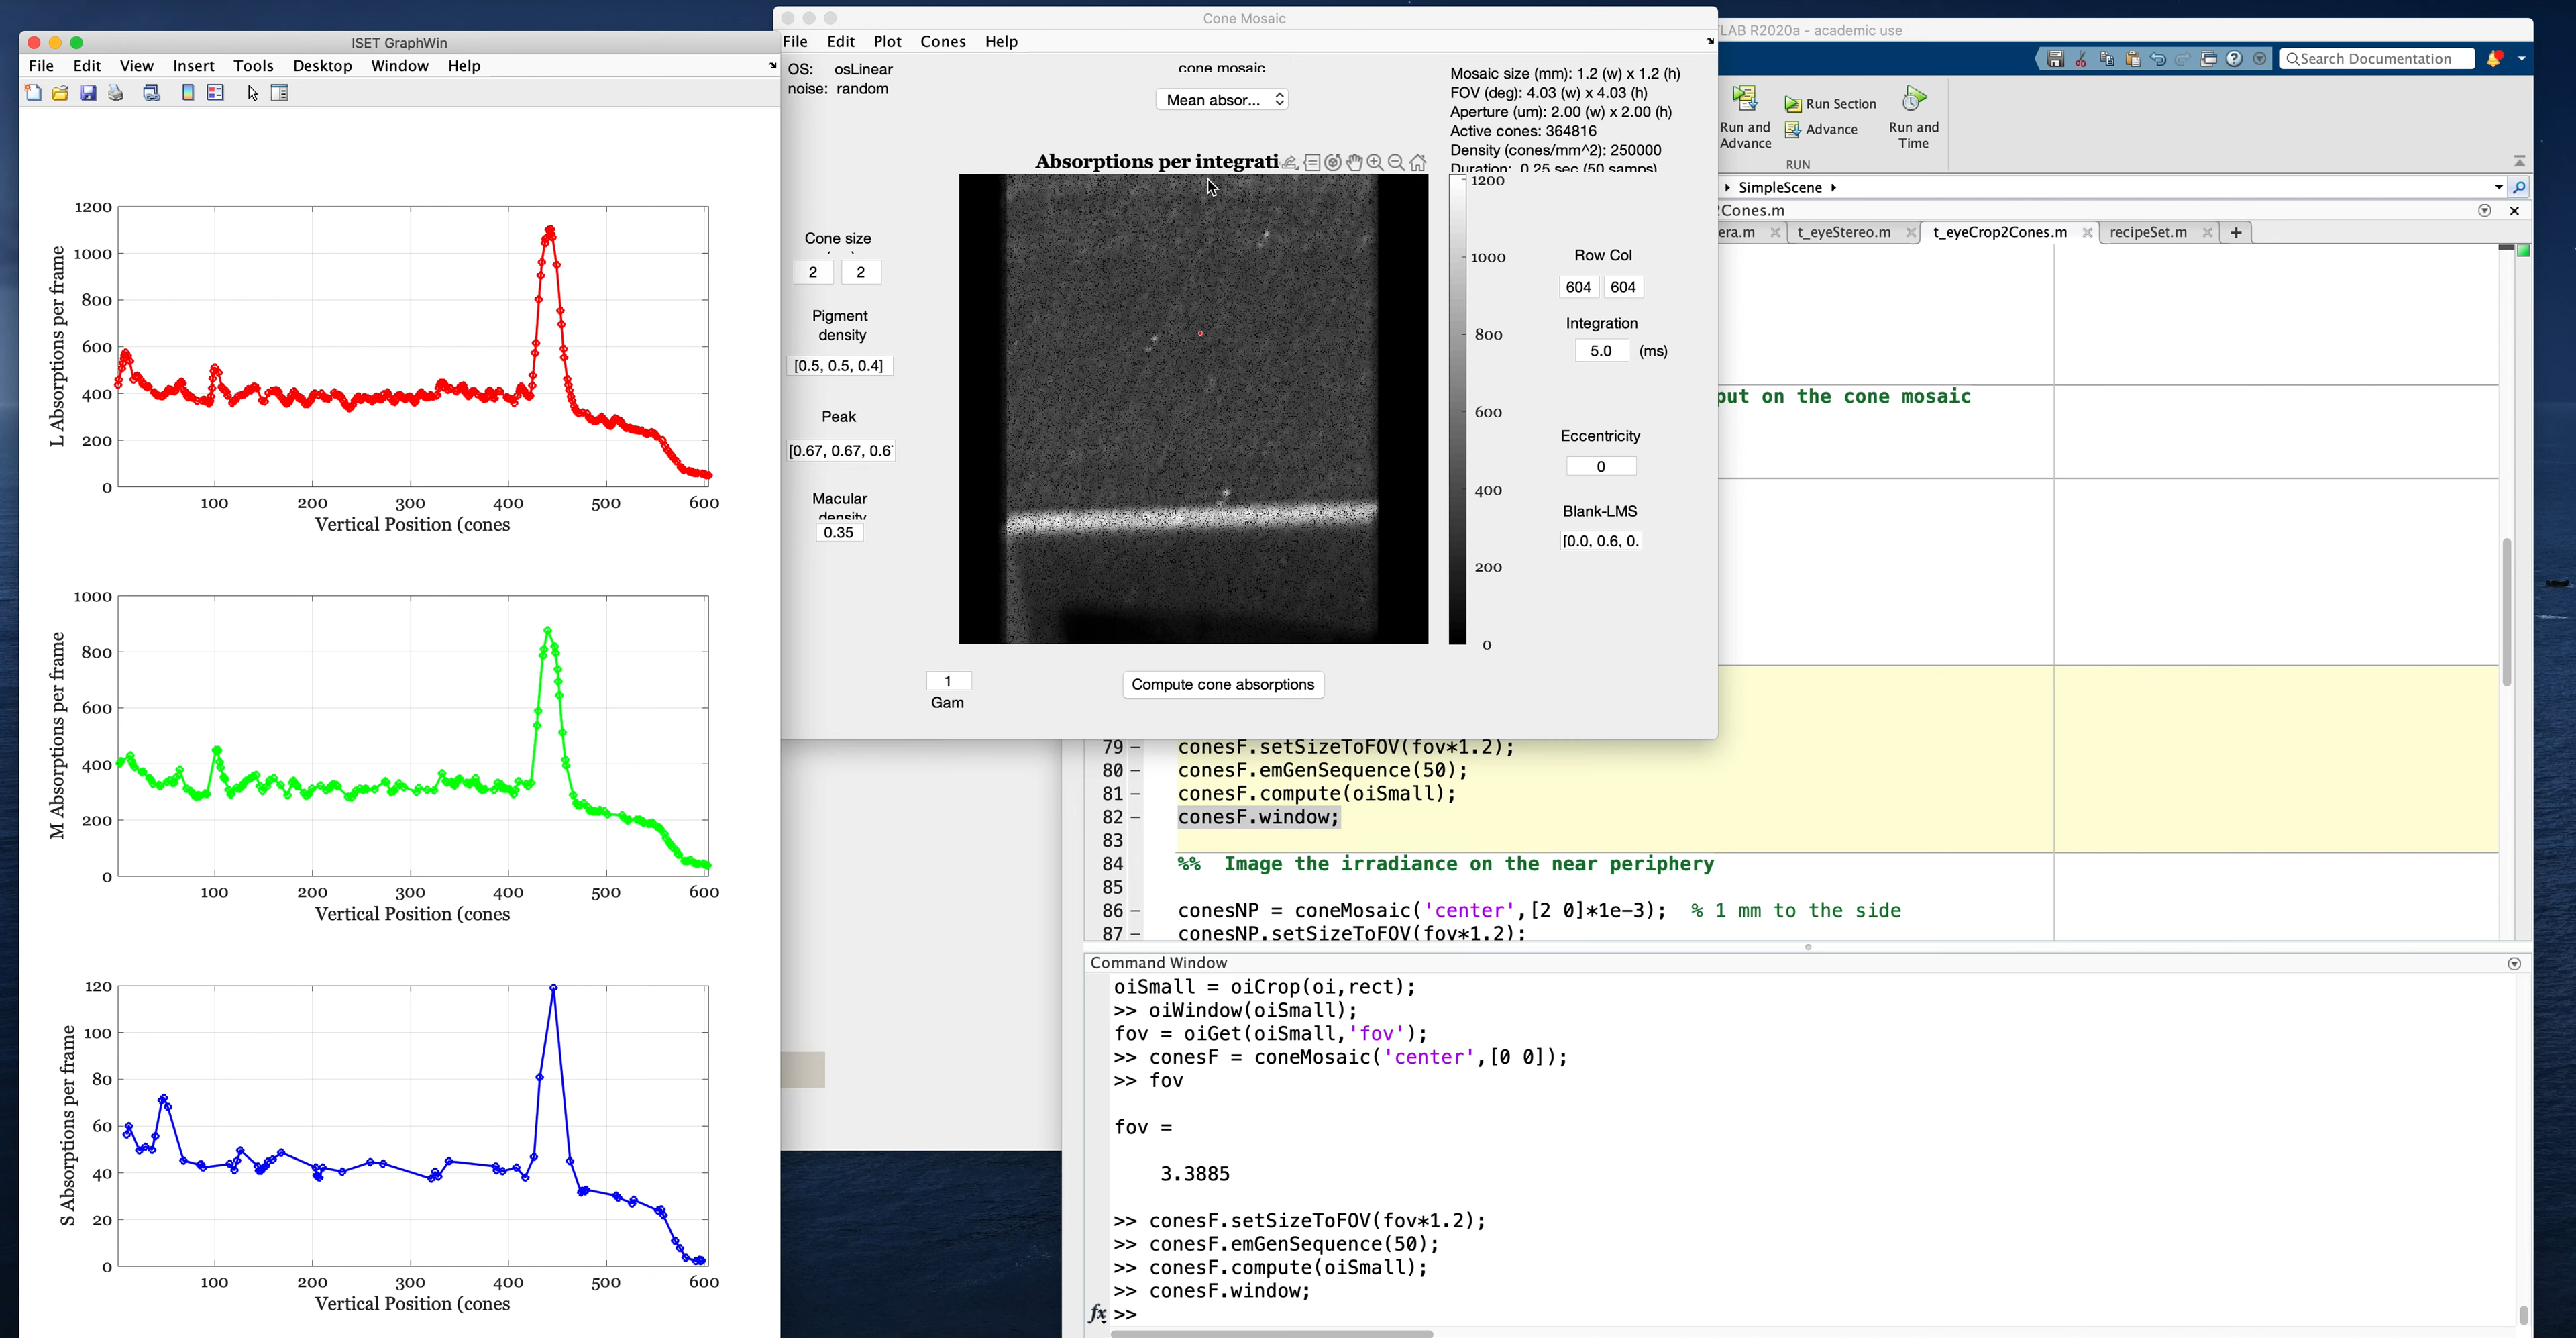 ISET GraphWin
File Edit View Insert Tools Desktop Window Help
1200
1000
800
600
400
200
0
L Absorptions per frame
100 200 300 400 500 600
Vertical Position (cones
1000
800
600
400
200
0
M Absorptions per frame
100 200 300 400 500 600
Vertical Position (cones
120
100
80
60
40
20
0
S Absorptions per frame
100 200 300 400 500 600
Vertical Position (cones
Cone Mosaic
File Edit Plot Cones Help
OS: osLinear
noise: random
cone mosaic
Mean absor...
Mosaic size (mm): 1.2 (w) x 1.2 (h)
FOV (deg): 4.03 (w) x 4.03 (h)
Aperture (um): 2.00 (w) x 2.00 (h)
Active cones: 364816
Density (cones/mm^2): 250000
Duration: 0.25 sec (50 samps)
Absorptions per integrati
Cone size
2 2
Pigment
density
[0.5, 0.5, 0.4]
Peak
[0.67, 0.67, 0.6
Macular
density
0.35
1200
1000
800
600
400
200
0
Row Col
604 604
Integration
5.0 (ms)
Eccentricity
0
Blank-LMS
[0.0, 0.6, 0.
1
Gam
Compute cone absorptions
LAB R2020a - academic use
Search Documentation
Run and
Advance
Run Section
Advance
Run and
Time
RUN
SimpleScene
2Cones.m
era.m t_eyeStereo.m t_eyeCrop2Cones.m recipeSet.m +
put on the cone mosaic
79 conesF.setSizeToFOV(fov*1.2);
80 conesF.emGenSequence(50);
81 conesF.compute(oiSmall);
82 conesF.window;
83
84 %% Image the irradiance on the near periphery
85
86 conesNP = coneMosaic('center',[2 0]*1e-3); % 1 mm to the side
87 conesNP.setSizeToFOV(fov*1.2);
Command Window
oiSmall = oiCrop(oi,rect);
>> oiWindow(oiSmall);
fov = oiGet(oiSmall,'fov');
>> conesF = coneMosaic('center',[0 0]);
>> fov
fov =
3.3885
>> conesF.setSizeToFOV(fov*1.2);
>> conesF.emGenSequence(50);
>> conesF.compute(oiSmall);
>> conesF.window;
fx >>